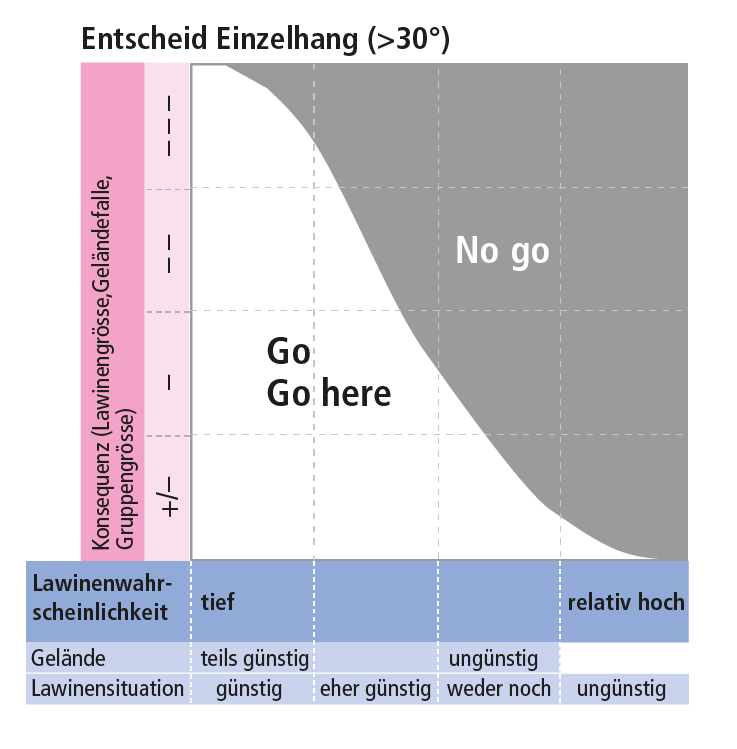 Entscheid Einzelhang (>30°)
Konsequenz (Lawinengrösse,Geländefalle,
Gruppengrösse)
– – –
– –
–
+/–
No go
Go
Go here
Lawinenwahr-
scheinlichkeit
tief
relativ hoch
Gelände
teils günstig
ungünstig
Lawinensituation
günstig
eher günstig
weder noch
ungünstig